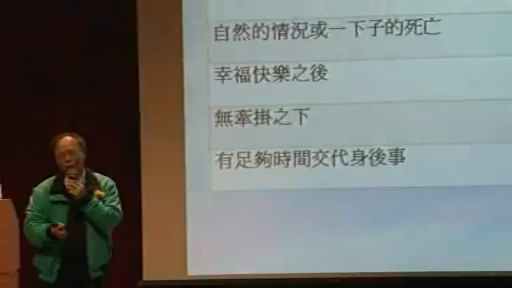 自然的情況或一下子的死亡
幸福快樂之後
無牽掛之下
有足夠時間交代身後事